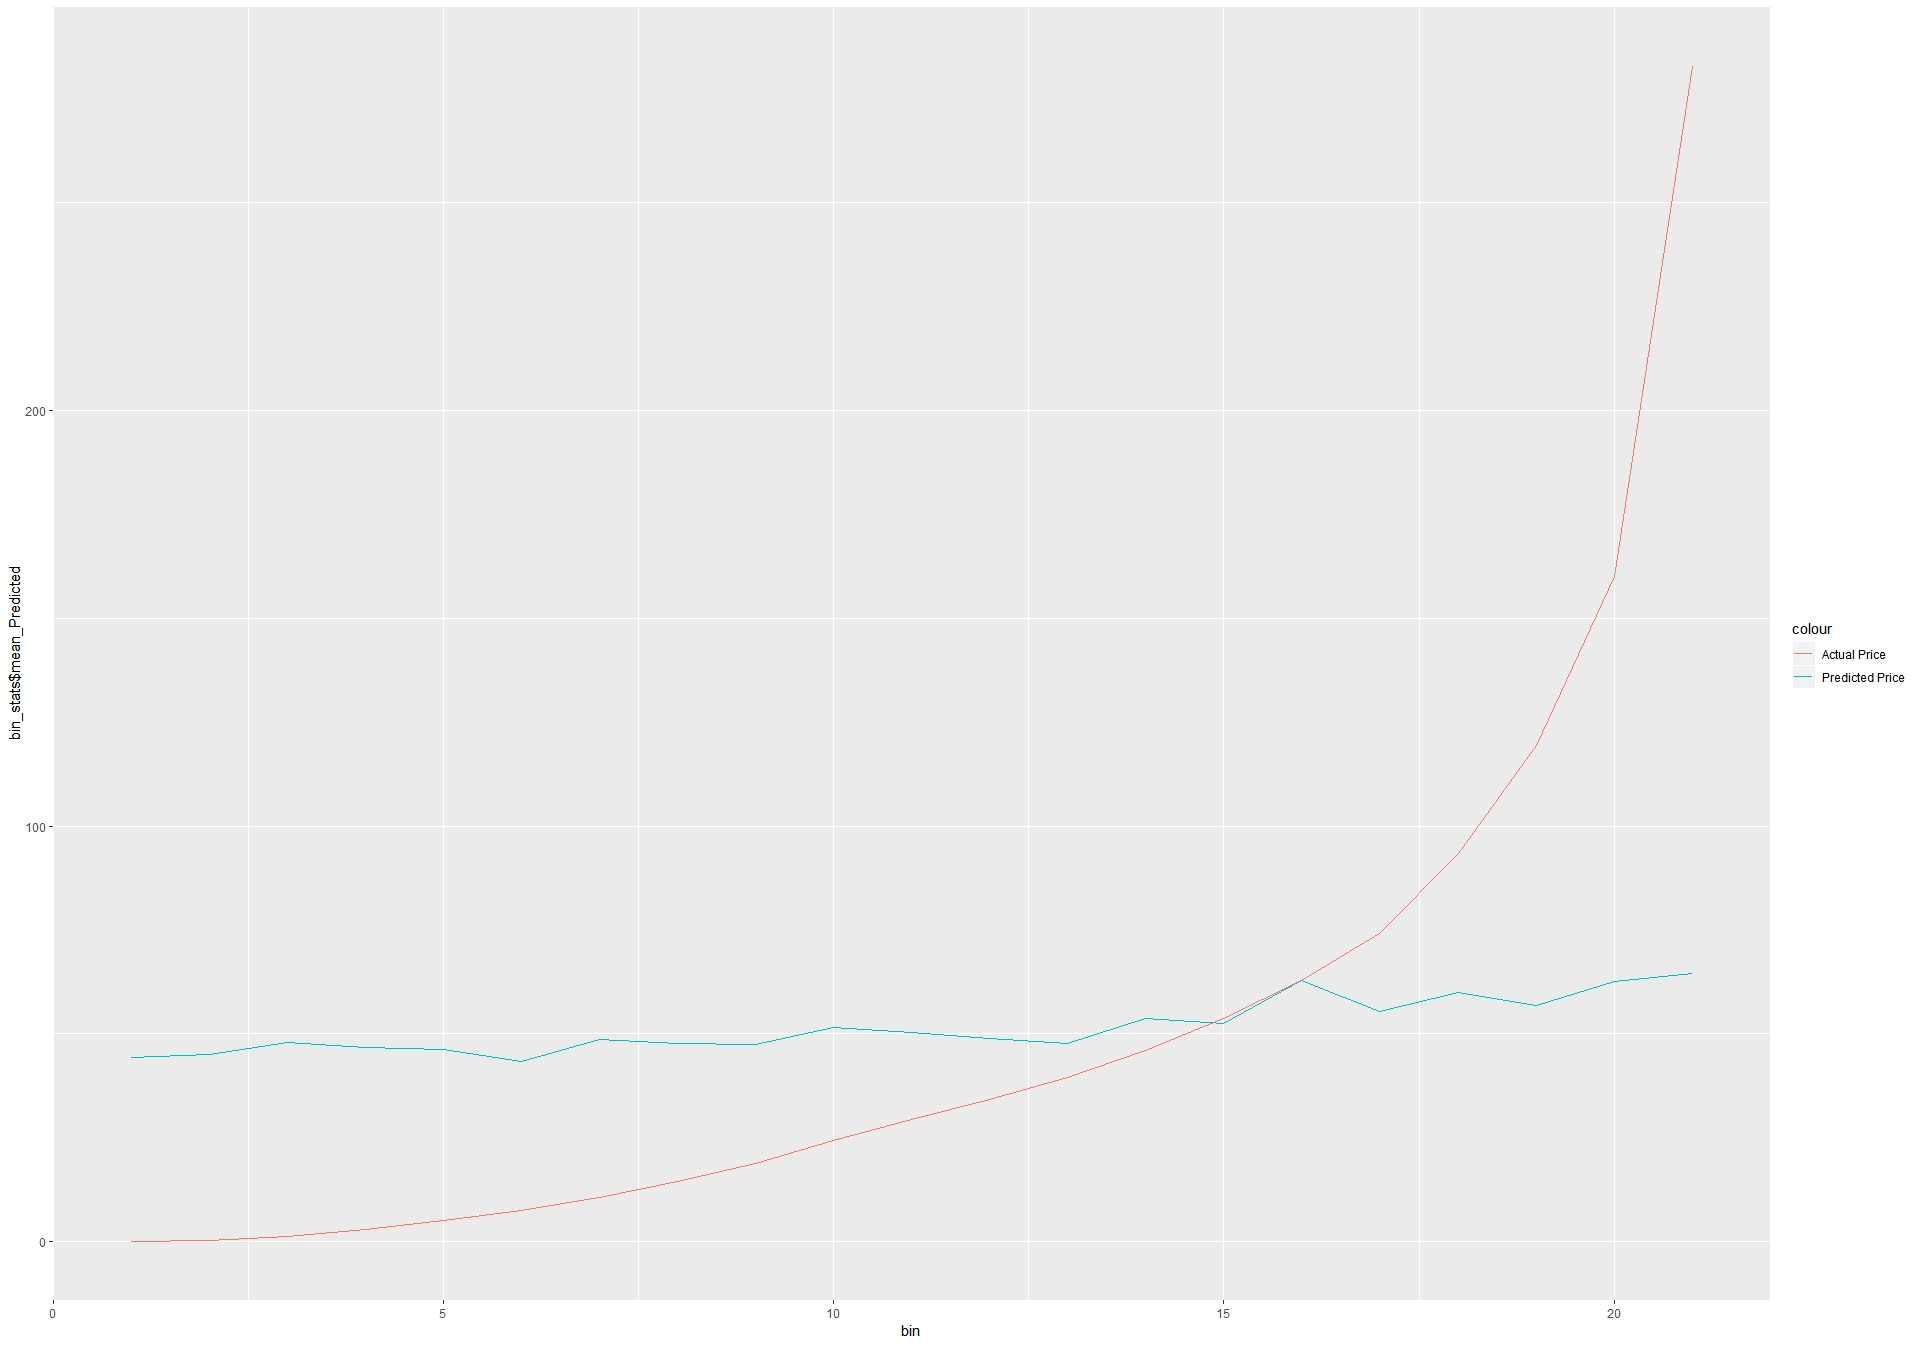 bin_stats$mean_Predicted
200
100
0
0
5
10
15
20
bin
colour
Actual Price
Predicted Price